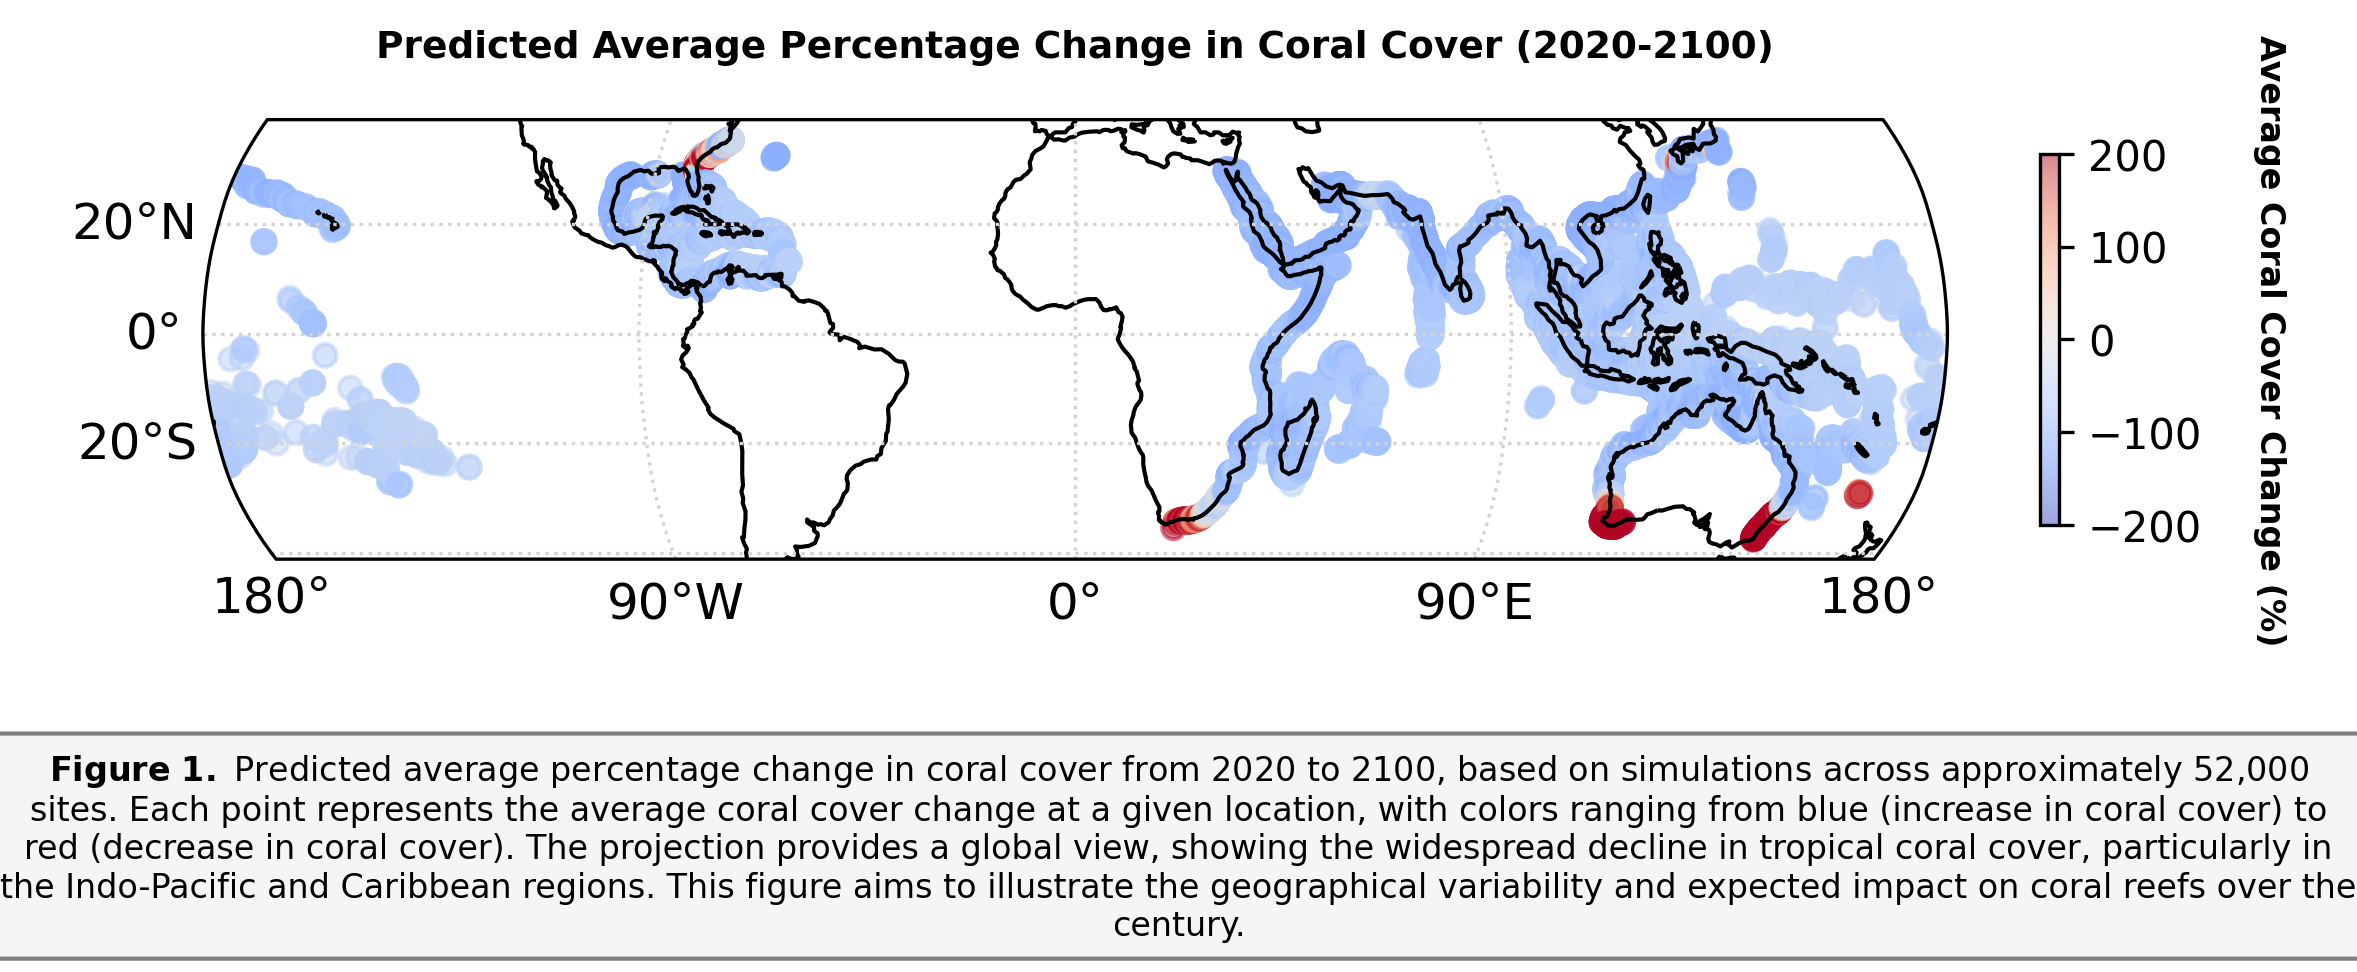 Predicted Average Percentage Change in Coral Cover (2020-2100)
20°N
0°
20°S
180°
90°W
0°
90°E
180°
200
100
0
−100
−200
Average Coral Cover Change (%)
Figure 1. Predicted average percentage change in coral cover from 2020 to 2100, based on simulations across approximately 52,000
sites. Each point represents the average coral cover change at a given location, with colors ranging from blue (increase in coral cover) to
red (decrease in coral cover). The projection provides a global view, showing the widespread decline in tropical coral cover, particularly in
the Indo-Pacific and Caribbean regions. This figure aims to illustrate the geographical variability and expected impact on coral reefs over the
century.